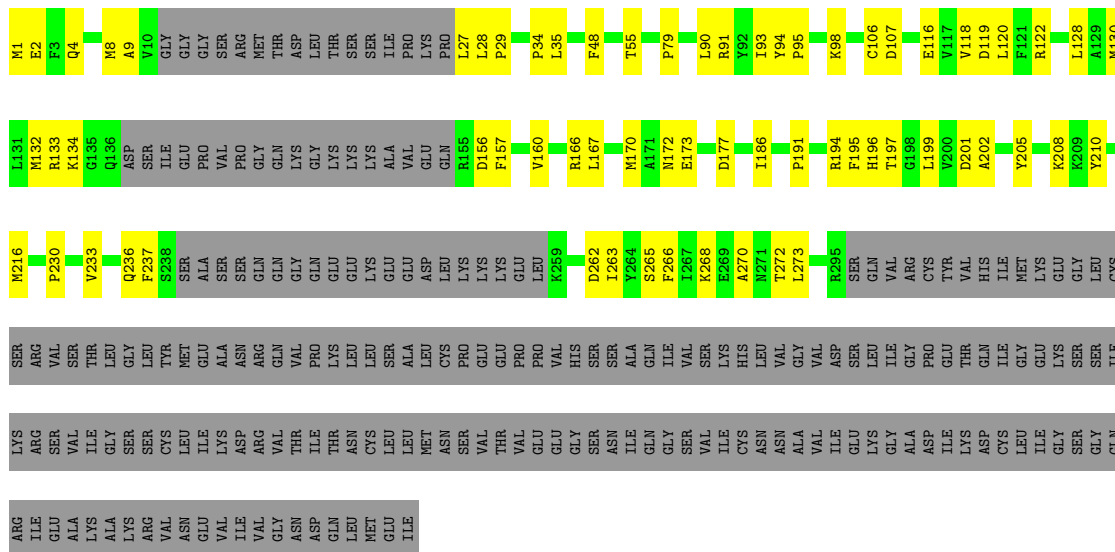 M1 E2 F3 Q4 M8 A9 V10 GLY GLY GLY SER ARG MET THR ASP LEU THR SER SER ILE PRO LYS PRO L27 L28 P29 P34 L35 F48 T55 P79 L90 R91 Y92 I93 Y94 P95 K98 C106 D107 E116 V117 V118 D119 L120 F121 R122 L128 A129 M130
L131 M132 R133 K134 G135 Q136 ASP SER ILE GLU PRO VAL PRO GLY GLN LYS GLY LYS LYS LYS ALA VAL GLU GLN R155 D156 F157 V160 R166 L167 M170 A171 N172 E173 D177 I186 P191 R194 F195 H196 T197 G198 L199 V200 D201 A202 Y205 K208 K209 Y210
M216 P230 V233 Q236 F237 S238 SER ALA SER SER GLN GLN GLY GLN GLU GLU LYS GLU GLU ASP LEU LYS LYS LYS GLU LEU K259 D262 I263 Y264 S265 F266 I267 K268 E269 A270 N271 T272 L273 R295 SER GLN VAL ARG CYS TYR VAL HIS ILE MET LYS GLU GLY LEU CYS
SER ARG VAL SER THR LEU GLY LEU TYR MET GLU ALA ASN ARG GLN VAL PRO LYS LEU LEU SER ALA LEU CYS PRO GLU GLU PRO PRO VAL HIS SER SER ALA GLN ILE VAL SER LYS HIS LEU VAL GLY VAL ASP SER LEU ILE GLY PRO GLU THR GLN ILE GLY GLU LYS SER SER ILE
LYS ARG SER VAL ILE GLY SER SER CYS LEU ILE LYS ASP ARG VAL THR ILE THR ASN CYS LEU LEU MET ASN SER VAL THR VAL GLU GLU GLY SER ASN ILE GLN GLY SER VAL ILE CYS ASN ASN ALA VAL ILE GLU LYS GLY ALA ASP ILE LYS ASP CYS LEU ILE GLY SER GLY GLN
ARG ILE GLU ALA LYS ALA LYS ARG VAL ASN GLU VAL ILE VAL GLY ASN ASP GLN LEU MET GLU ILE